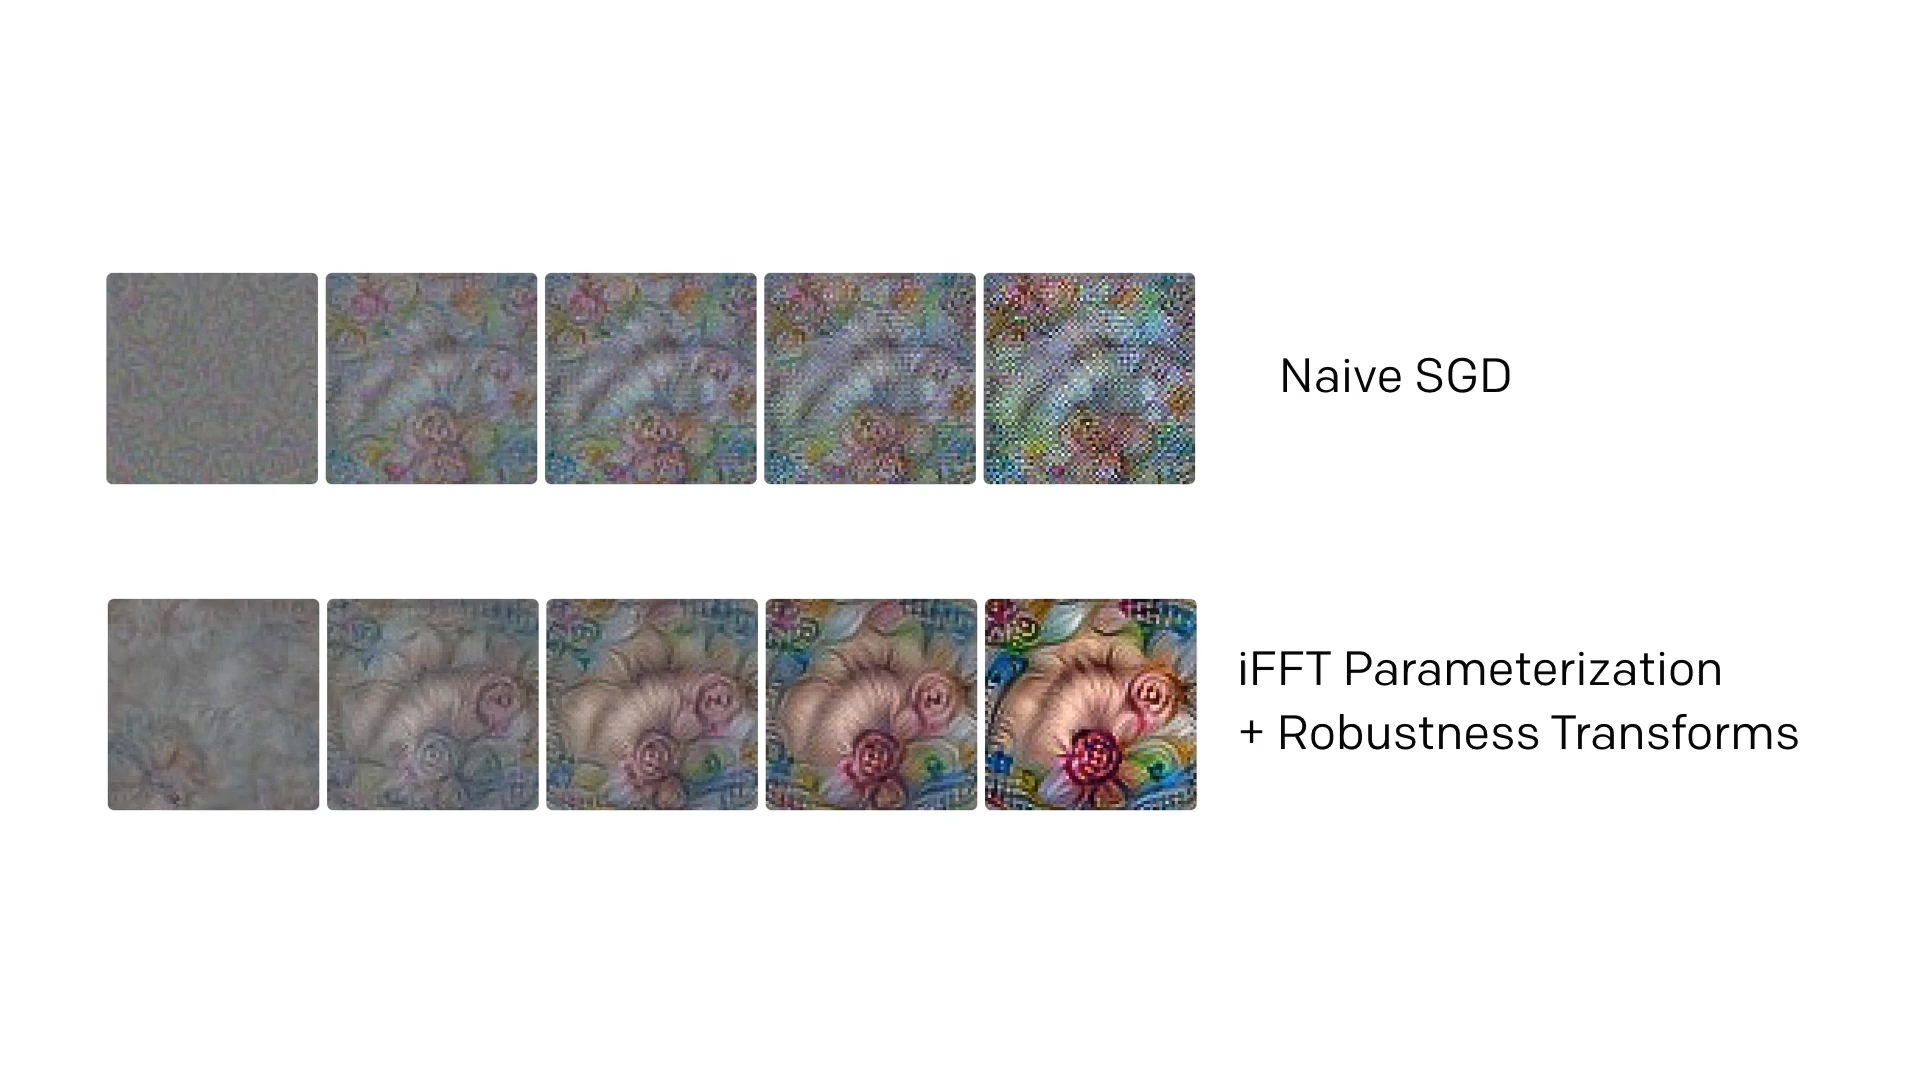 Naive SGD
iFFT Parameterization
+ Robustness Transforms